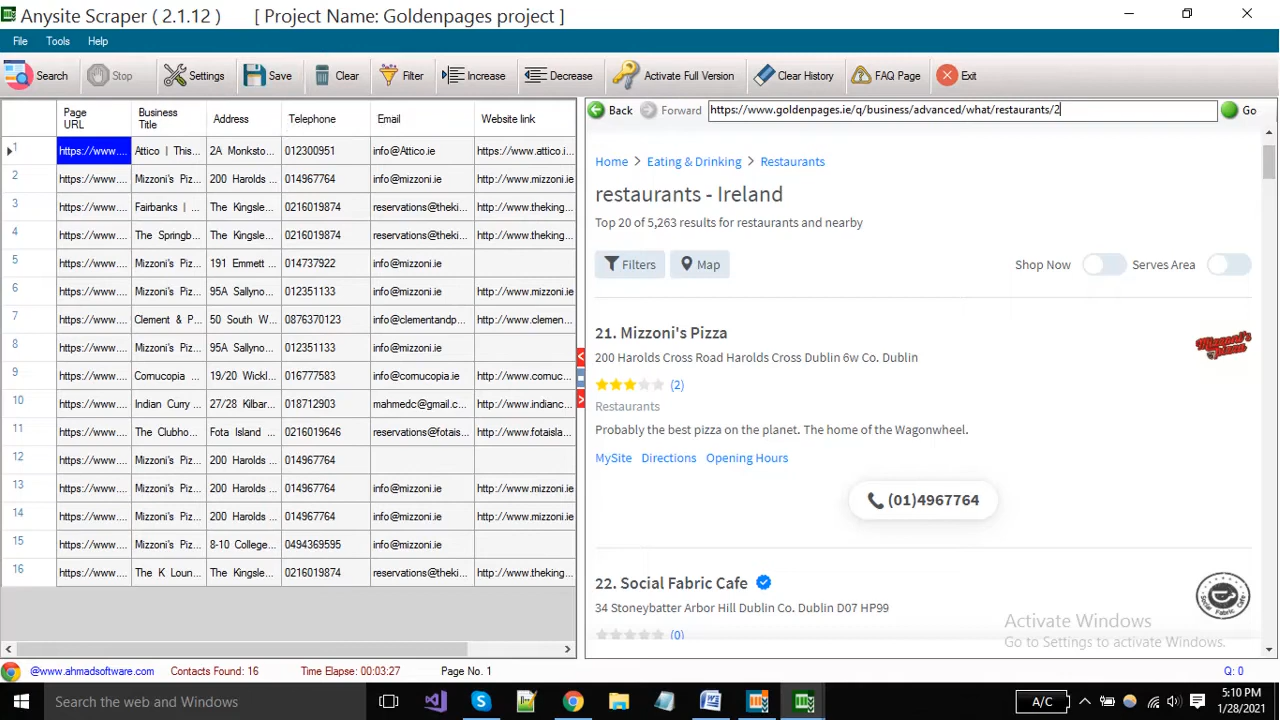 Anysite Scraper ( 2.1.12 ) [ Project Name: Goldenpages project ]
File Tools Help
Search Stop Settings Save Clear Filter Increase Decrease Activate Full Version Clear History FAQ Page Exit
Page URL Business Title Address Telephone Email Website link
1 https://www.... Attico | This... 2A Monksto... 012300951 info@Attico.ie https://www.attico.i...
2 https://www.... Mizzoni's Piz... 200 Harolds ... 014967764 info@mizzoni.ie http://www.mizzoni.ie
3 https://www.... Fairbanks | ... The Kingsle... 0216019874 reservations@theki... http://www.theking...
4 https://www.... The Springb... The Kingsle... 0216019874 reservations@theki... http://www.theking...
5 https://www.... Mizzoni's Piz... 191 Emmett ... 014737922 info@mizzoni.ie
6 https://www.... Mizzoni's Piz... 95A Sallyno... 012351133 info@mizzoni.ie http://www.mizzoni.ie
7 https://www.... Clement & P... 50 South W... 0876370123 info@clementandp... http://www.clemen...
8 https://www.... Mizzoni's Piz... 95A Sallyno... 012351133 info@mizzoni.ie
9 https://www.... Cornucopia ... 19/20 Wickl... 016777583 info@cornucopia.ie http://www.cornuc...
10 https://www.... Indian Curry ... 27/28 Kilbar... 018712903 mahmedc@gmail.c... http://www.indianc...
11 https://www.... The Clubho... Fota Island ... 0216019646 reservations@fotais... http://www.fotaisla...
12 https://www.... Mizzoni's Piz... 200 Harolds ... 014967764
13 https://www.... Mizzoni's Piz... 200 Harolds ... 014967764 info@mizzoni.ie http://www.mizzoni.ie
14 https://www.... Mizzoni's Piz... 200 Harolds ... 014967764 info@mizzoni.ie http://www.mizzoni.ie
15 https://www.... Mizzoni's Piz... 8-10 College... 0494369595 info@mizzoni.ie
16 https://www.... The K Loun... The Kingsle... 0216019874 reservations@theki... http://www.theking...
Back Forward https://www.goldenpages.ie/q/business/advanced/what/restaurants/2 Go
Home > Eating & Drinking > Restaurants
restaurants - Ireland
Top 20 of 5,263 results for restaurants and nearby
Filters Map Shop Now Serves Area
21. Mizzoni's Pizza
Mizzoni's Pizza
200 Harolds Cross Road Harolds Cross Dublin 6w Co. Dublin
(2)
Restaurants
Probably the best pizza on the planet. The home of the Wagonwheel.
MySite Directions Opening Hours
(01)4967764
22. Social Fabric Cafe
Social Fabric Cafe
34 Stoneybatter Arbor Hill Dublin Co. Dublin D07 HP99
(0)
Activate Windows
Go to Settings to activate Windows.
@www.ahmadsoftware.com Contacts Found: 16 Time Elapse: 00:03:27 Page No. 1 Q: 0
Search the web and Windows
A/C
5:10 PM
1/28/2021